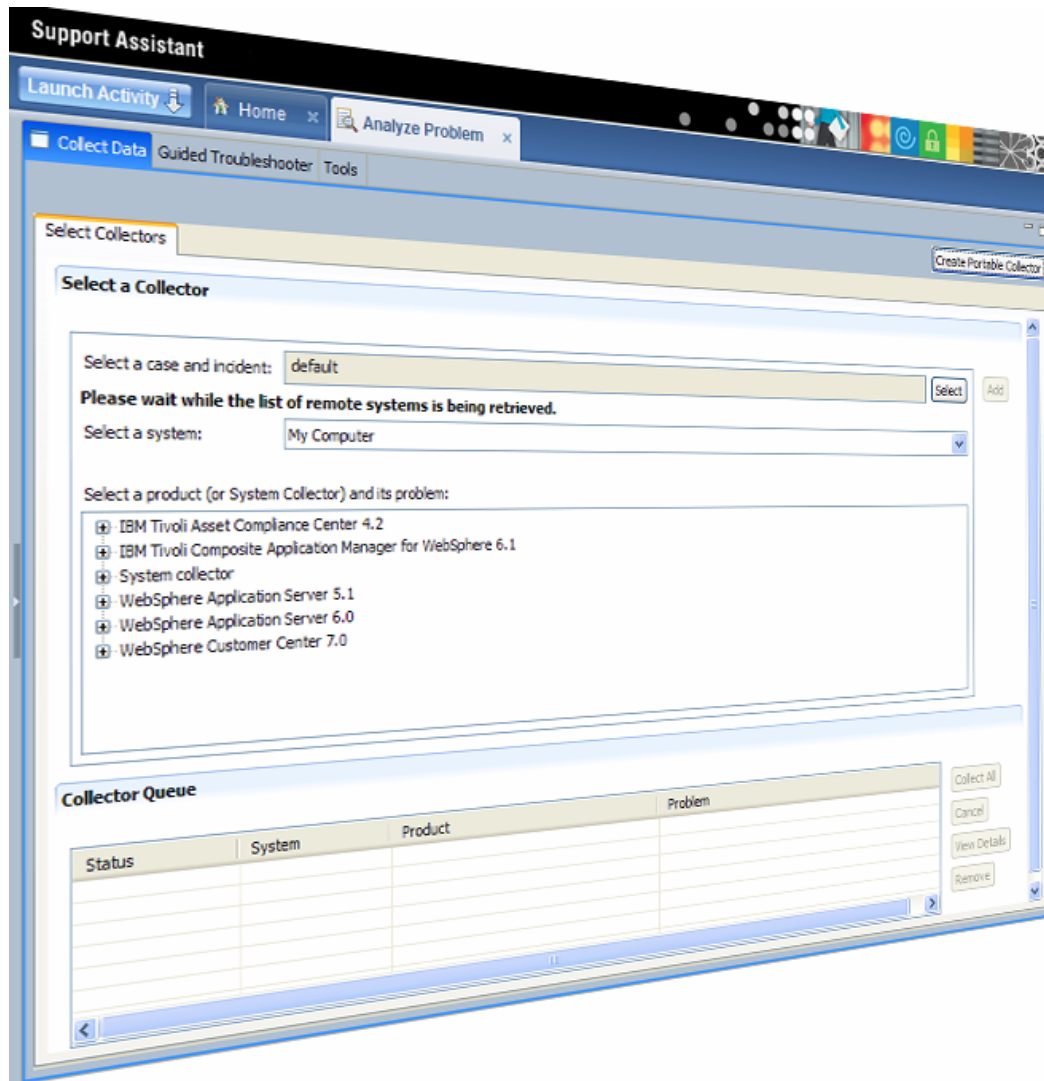 Support Assistant
Launch Activity Home Analyze Problem
Collect Data Guided Troubleshooter Tools
Select Collectors
Create Portable Collector
Select a Collector
Select a case and incident: default
Select Add
Please wait while the list of remote systems is being retrieved.
Select a system: My Computer
Select a product (or System Collector) and its problem:
IBM Tivoli Asset Compliance Center 4.2
IBM Tivoli Composite Application Manager for WebSphere 6.1
System collector
WebSphere Application Server 5.1
WebSphere Application Server 6.0
WebSphere Customer Center 7.0
Collector Queue
Status System Product Problem
Collect All
Cancel
View Details
Remove